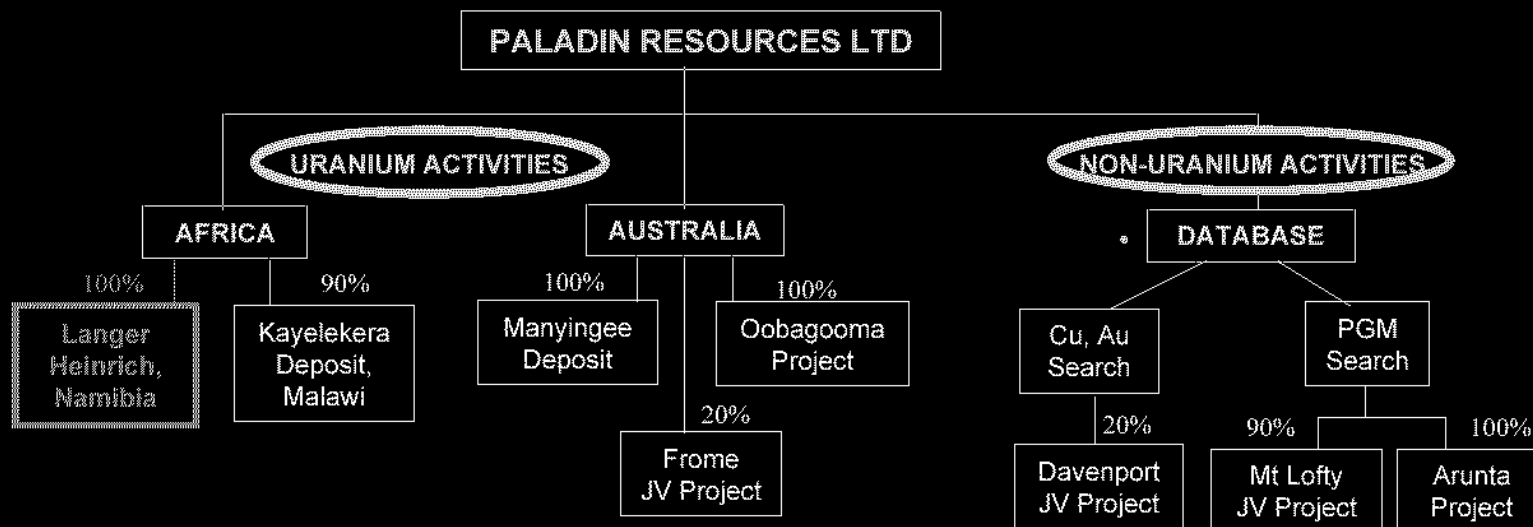 PALADIN RESOURCES LTD
URANIUM ACTIVITIES
NON-URANIUM ACTIVITIES
AFRICA
AUSTRALIA
DATABASE
100%
90%
100%
100%
Langer
Heinrich,
Namibia
Kayelekera
Deposit,
Malawi
Manyingee
Deposit
Oobagooma
Project
Cu, Au
Search
PGM
Search
20%
20%
90%
100%
Frome
JV Project
Davenport
JV Project
Mt Lofty
JV Project
Arunta
Project